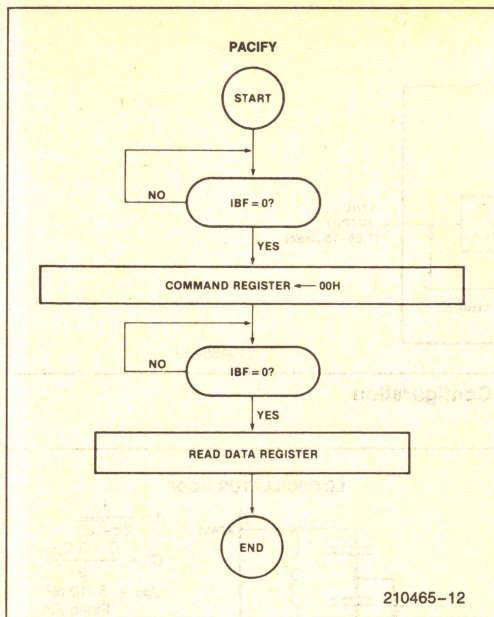 PACIFY
START
NO
IBF = 0?
YES
COMMAND REGISTER ← 00H
NO
IBF = 0?
YES
READ DATA REGISTER
END
210465–12